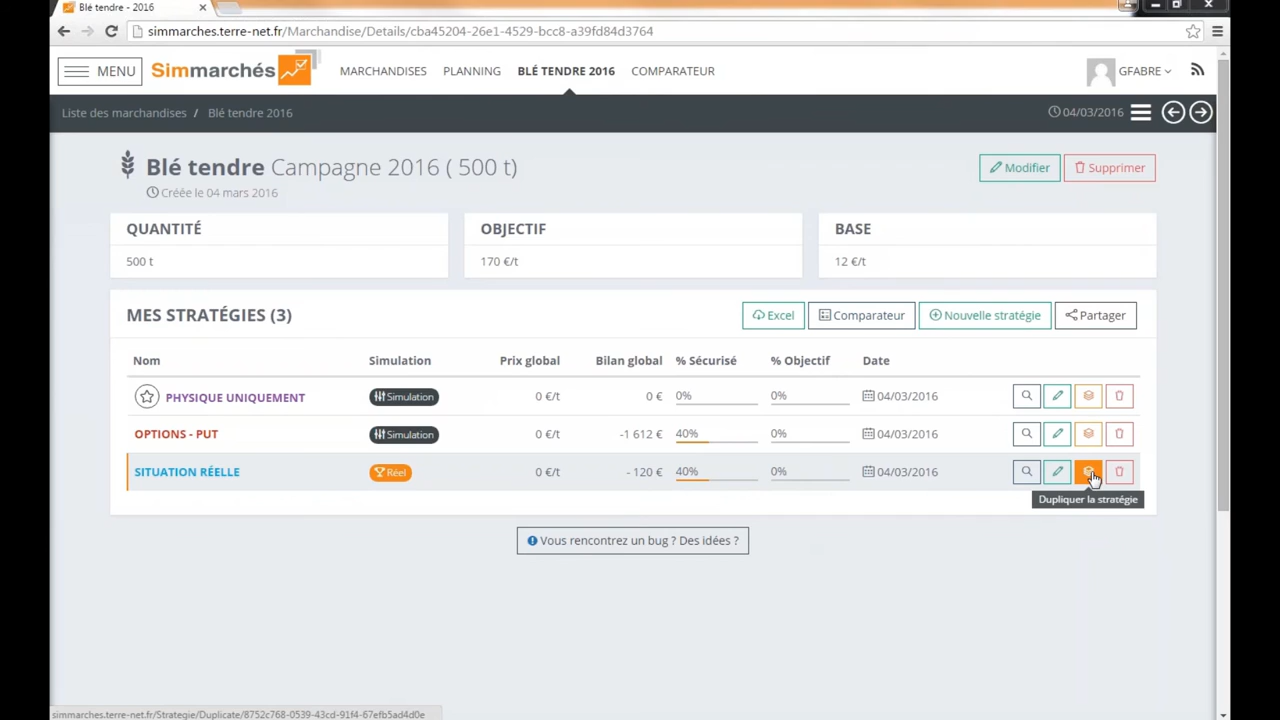 Blé tendre - 2016
simmarches.terre-net.fr/Marchandise/Details/cba45204-26e1-4529-bcc8-a39fd84d3764
MENU Simmarchés MARCHANDISES PLANNING BLÉ TENDRE 2016 COMPARATEUR GFABRE
Liste des marchandises / Blé tendre 2016 04/03/2016
Blé tendre Campagne 2016 ( 500 t) Modifier Supprimer
Créée le 04 mars 2016
QUANTITÉ OBJECTIF BASE
500 t 170 €/t 12 €/t
MES STRATÉGIES (3) Excel Comparateur Nouvelle stratégie Partager
Nom Simulation Prix global Bilan global % Sécurisé % Objectif Date
PHYSIQUE UNIQUEMENT Simulation 0 €/t 0 € 0% 0% 04/03/2016
OPTIONS - PUT Simulation 0 €/t -1 612 € 40% 0% 04/03/2016
SITUATION RÉELLE Réel 0 €/t - 120 € 40% 0% 04/03/2016
Dupliquer la stratégie
Vous rencontrez un bug ? Des idées ?
simmarches.terre-net.fr/Strategie/Duplicate/8752c768-0539-43cd-91f4-67efb5ad4d0e